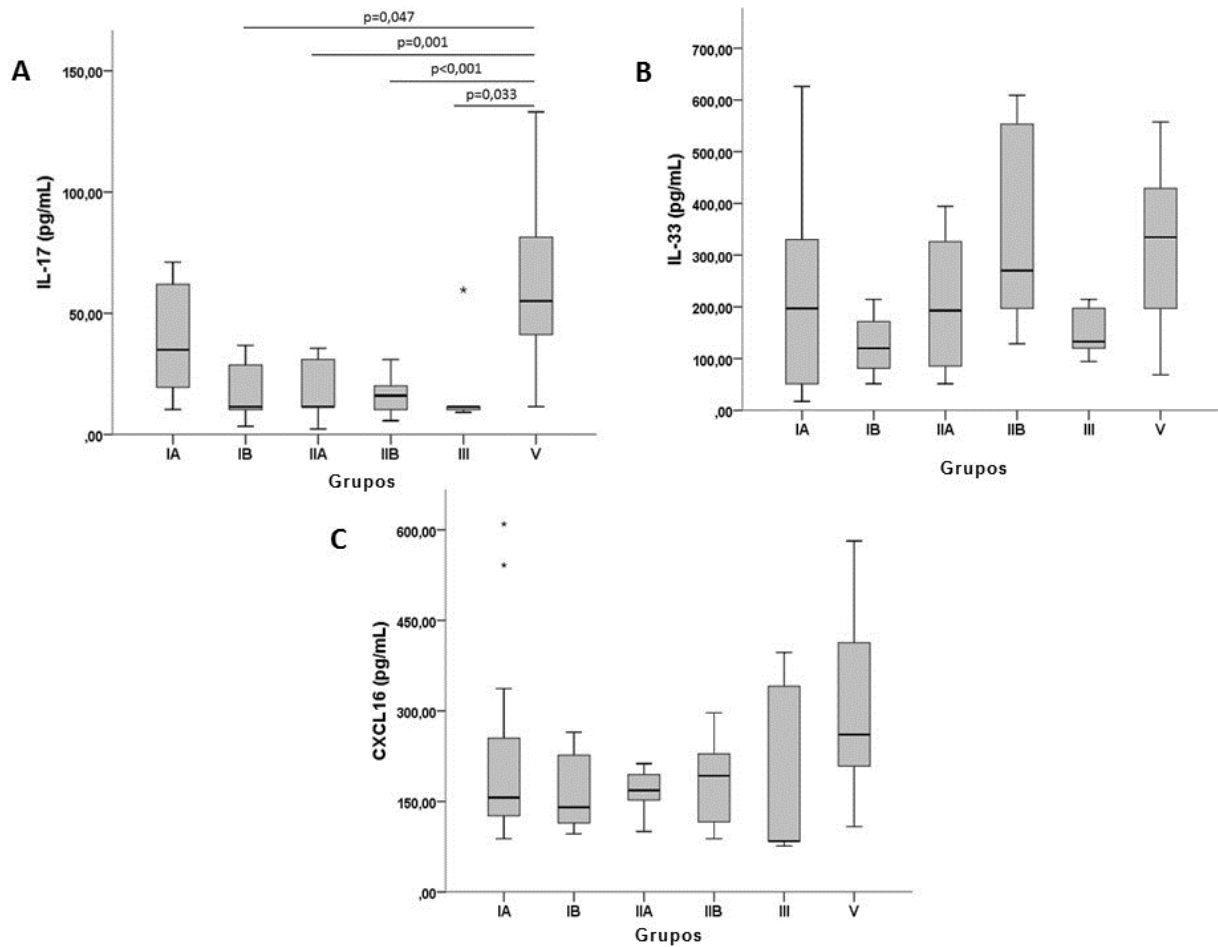 A
p=0,047
p=0,001
p<0,001
p=0,033
150,00
100,00
50,00
,00
IL-17 (pg/mL)
IA IB IIA IIB III V
Grupos
*
B
700,00
600,00
500,00
400,00
300,00
200,00
100,00
,00
IL-33 (pg/mL)
IA IB IIA IIB III V
Grupos
C
600,00
450,00
300,00
150,00
,00
CXCL16 (pg/mL)
*
*
IA IB IIA IIB III V
Grupos